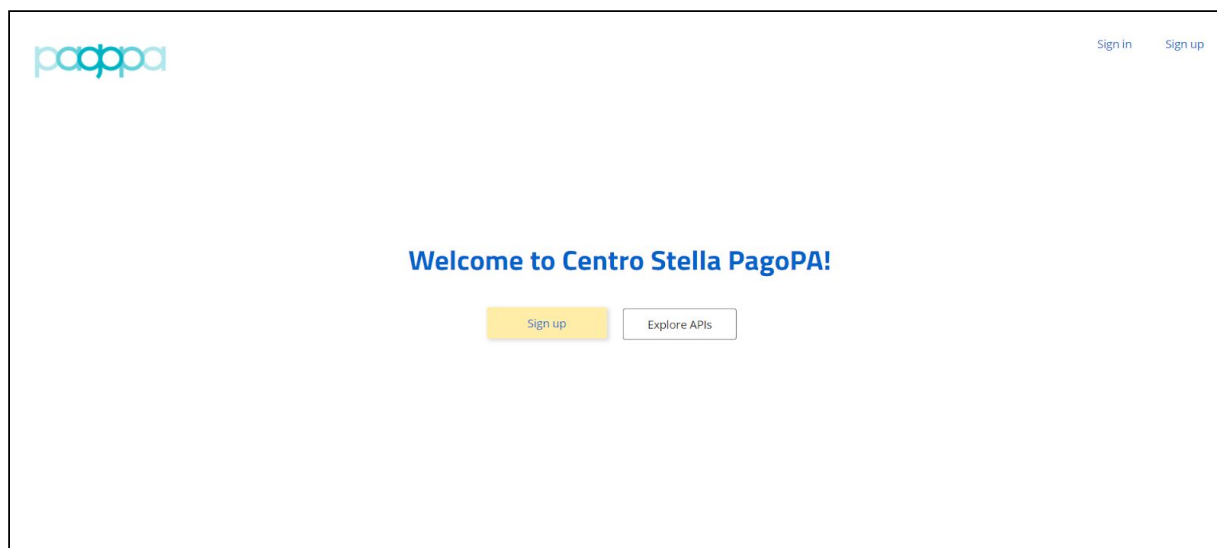 pagopa
Sign in
Sign up
Welcome to Centro Stella PagoPA!
Sign up
Explore APIs